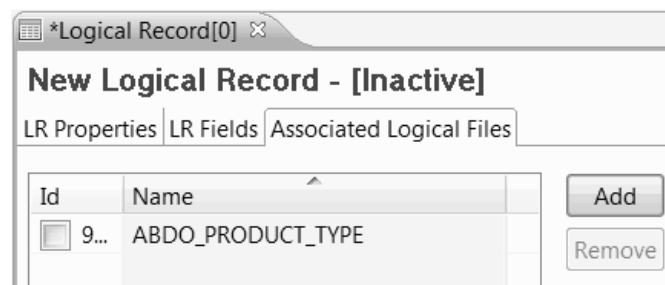 *Logical Record[0]
New Logical Record - [Inactive]
LR Properties LR Fields Associated Logical Files
Id Name Add
9... ABDO_PRODUCT_TYPE
Remove